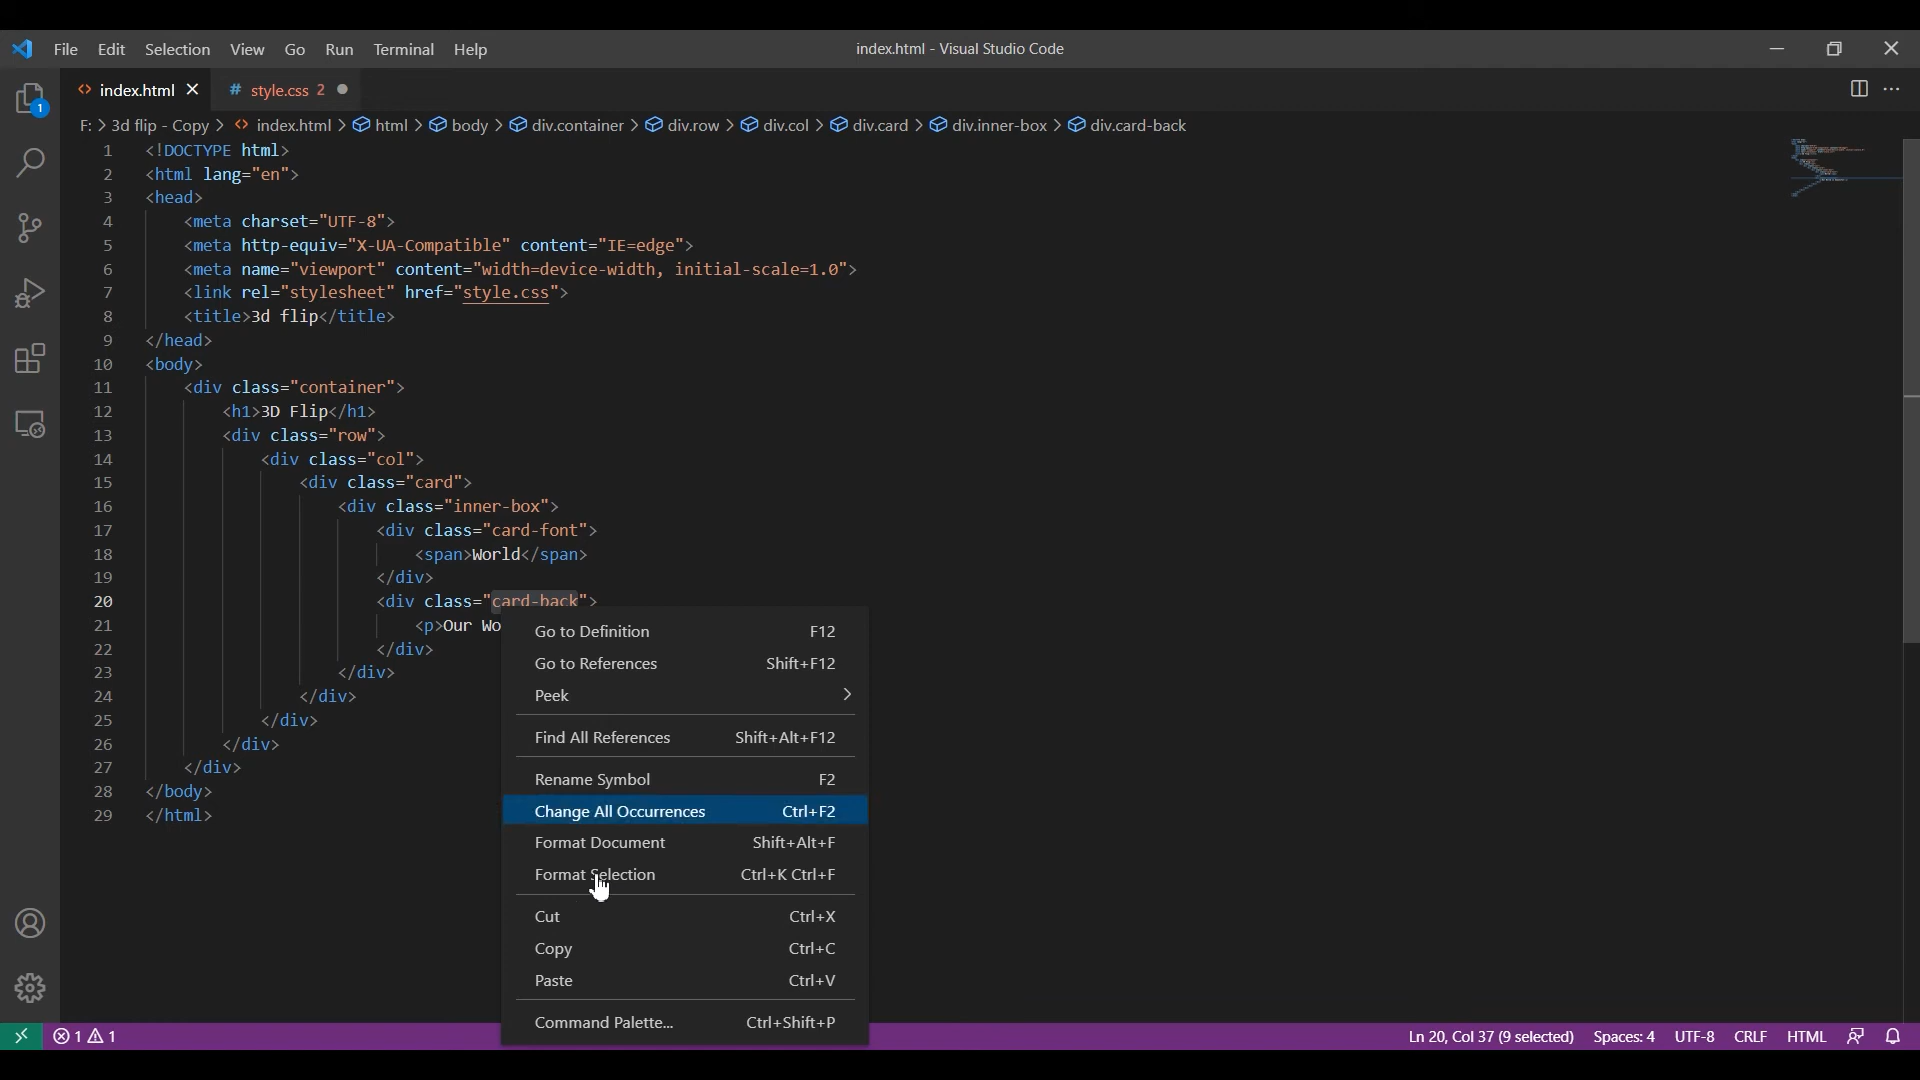 File Edit Selection View Go Run Terminal Help index.html - Visual Studio Code
index.html # style.css 2
F: > 3d flip - Copy > index.html > html > body > div.container > div.row > div.col > div.card > div.inner-box > div.card-back
1 <!DOCTYPE html>
2 <html lang="en">
3 <head>
4 <meta charset="UTF-8">
5 <meta http-equiv="X-UA-Compatible" content="IE=edge">
6 <meta name="viewport" content="width=device-width, initial-scale=1.0">
7 <link rel="stylesheet" href="style.css">
8 <title>3d flip</title>
9 </head>
10 <body>
11 <div class="container">
12 <h1>3D Flip</h1>
13 <div class="row">
14 <div class="col">
15 <div class="card">
16 <div class="inner-box">
17 <div class="card-font">
18 <span>World</span>
19 </div>
20 <div class="card-back">
21 <p>Our Wo
22 </div>
23 </div>
24 </div>
25 </div>
26 </div>
27 </div>
28 </body>
29 </html>
Go to Definition F12
Go to References Shift+F12
Peek >
Find All References Shift+Alt+F12
Rename Symbol F2
Change All Occurrences Ctrl+F2
Format Document Shift+Alt+F
Format Selection Ctrl+K Ctrl+F
Cut Ctrl+X
Copy Ctrl+C
Paste Ctrl+V
Command Palette... Ctrl+Shift+P
1
1 1 Ln 20, Col 37 (9 selected) Spaces: 4 UTF-8 CRLF HTML